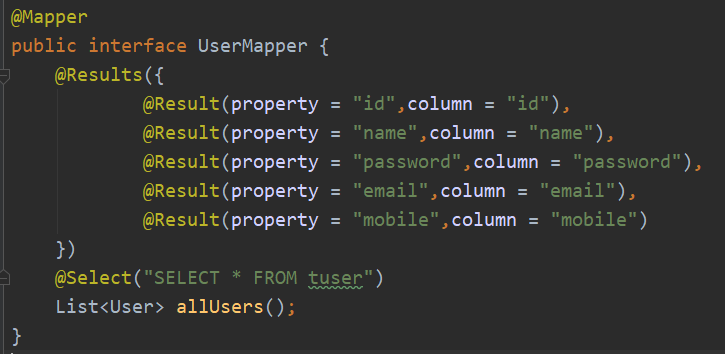 @Mapper
public interface UserMapper {
@Results({
@Result(property = "id",column = "id"),
@Result(property = "name",column = "name"),
@Result(property = "password",column = "password"),
@Result(property = "email",column = "email"),
@Result(property = "mobile",column = "mobile")
})
@Select("SELECT * FROM tuser")
List<User> allUsers();
}